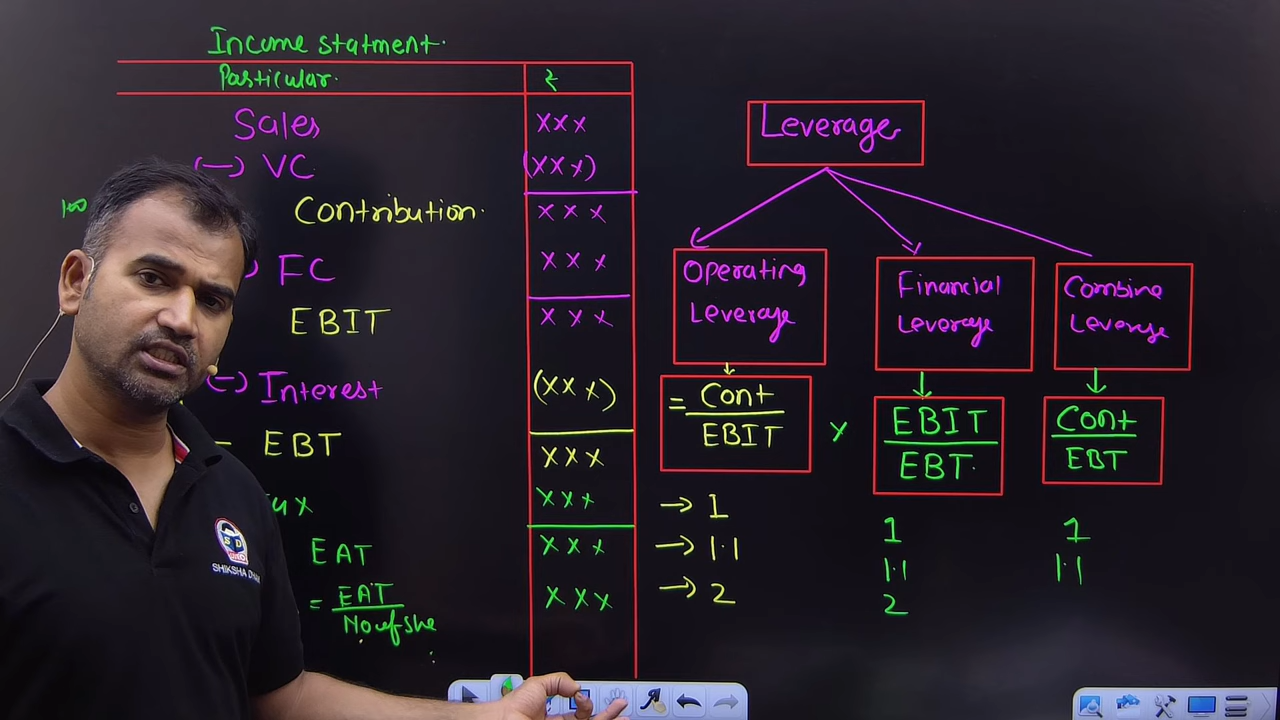 Income statment.
Particular. ₹
Sales xxx
(−) VC. (xxx)
100 Contribution. xxx
FC xxx
EBIT xxx
(−) Interest (xxx)
− EBT xxx
xxx
EAT xxx
= EAT / No of she xxx
Leverage
Operating
Leverage
Financial
Leverage
Combine
Leverage
= Cont / EBIT × EBIT / EBT. Cont / EBT
→ 1 1 1
→ 1.1 1.1 1.1
→ 2 2
SD
SHIKSHA